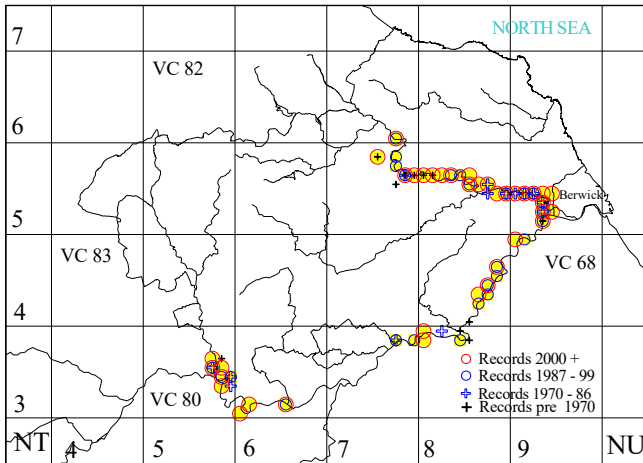 7
NORTH SEA
VC 82
6
Berwick
5
VC 83
VC 68
4
Records 2000 +
Records 1987 - 99
Records 1970 - 86
Records pre 1970
VC 80
3
NT 4 5 6 7 8 9 NU